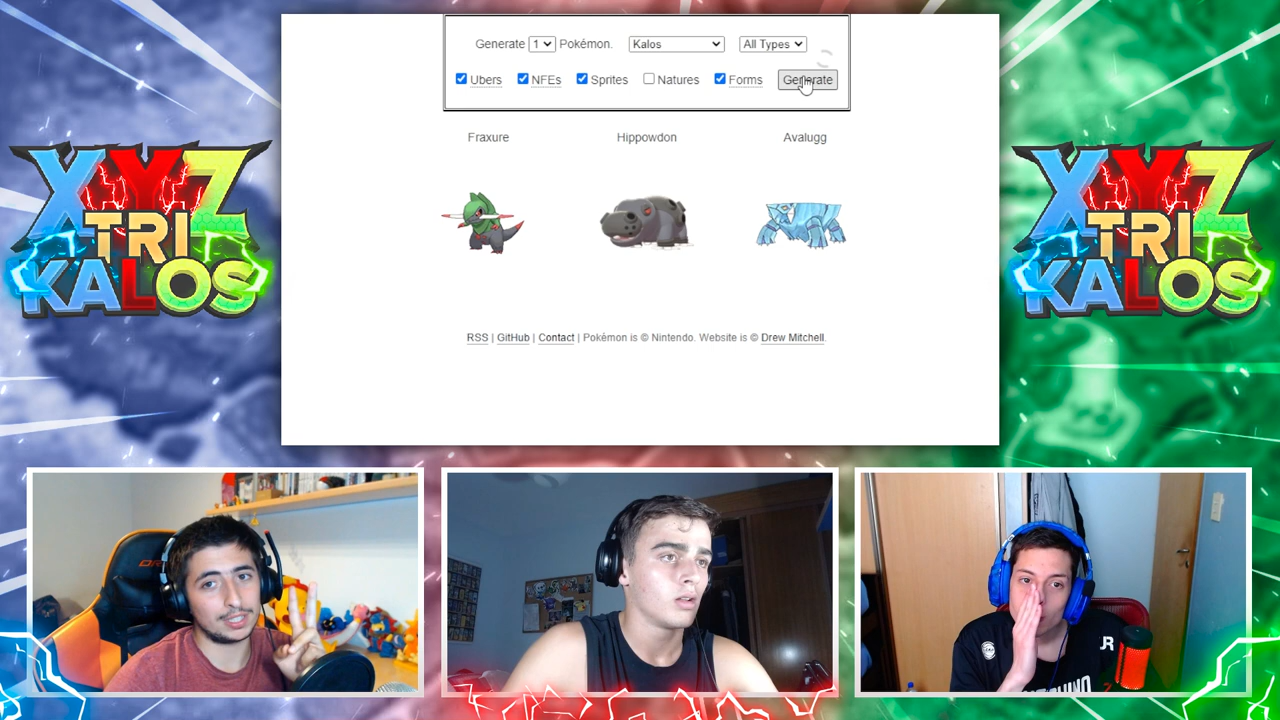 Generate 1 Pokémon. Kalos All Types
Ubers NFEs Sprites Natures Forms Generate
Fraxure Hippowdon Avalugg
XYZ
TRI
KALOS
XYZ
TRI
KALOS
RSS | GitHub | Contact | Pokémon is © Nintendo. Website is © Drew Mitchell.